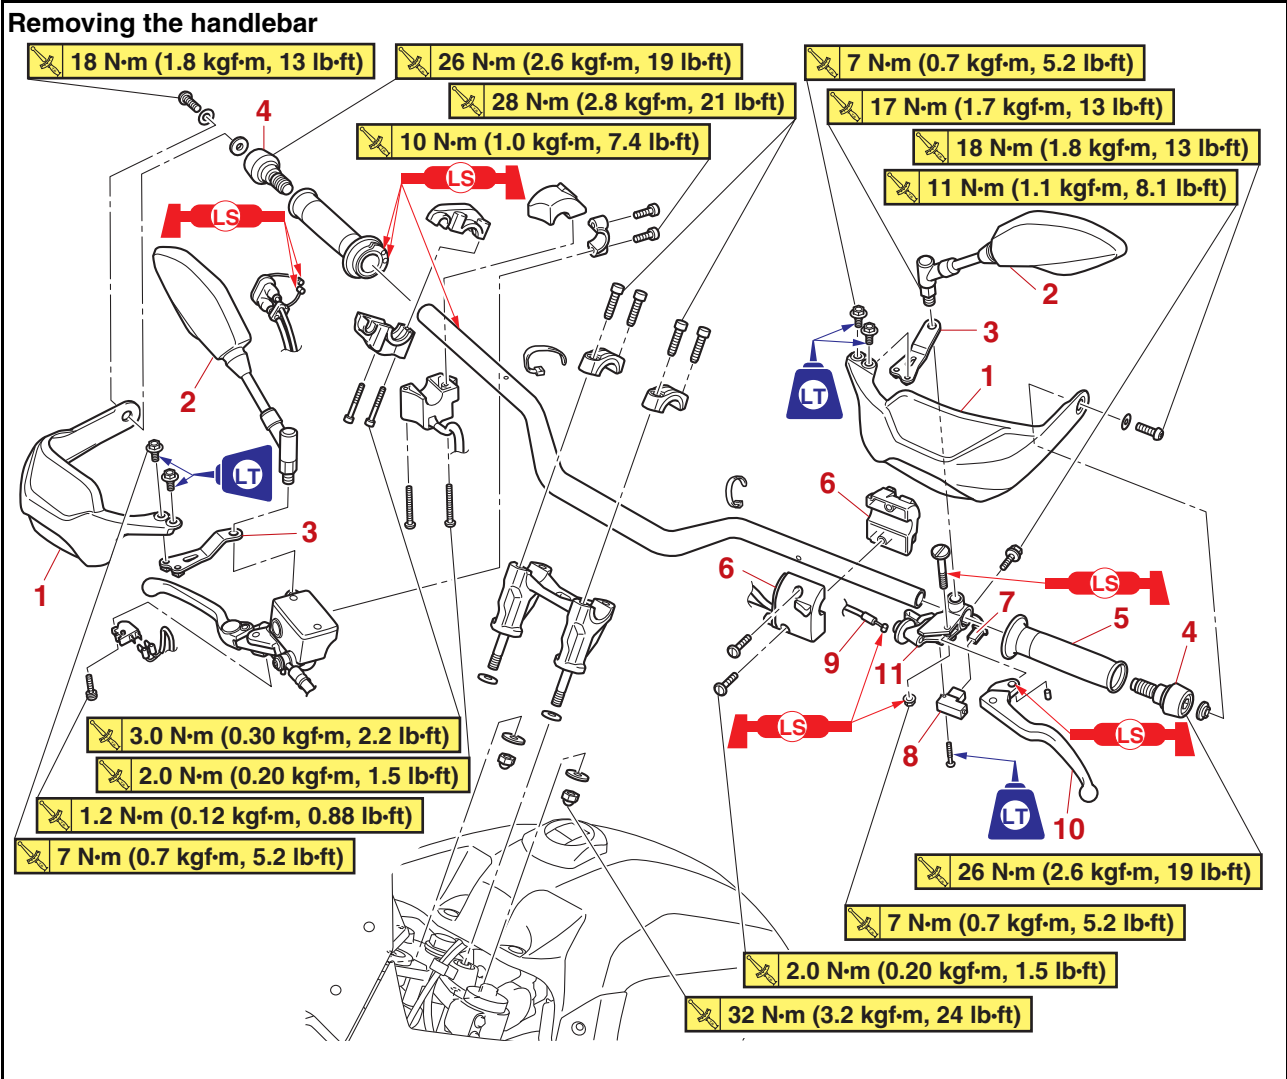 Removing the handlebar
18 N•m (1.8 kgf•m, 13 lb•ft)
26 N•m (2.6 kgf•m, 19 lb•ft)
7 N•m (0.7 kgf•m, 5.2 lb•ft)
28 N•m (2.8 kgf•m, 21 lb•ft)
17 N•m (1.7 kgf•m, 13 lb•ft)
4
10 N•m (1.0 kgf•m, 7.4 lb•ft)
18 N•m (1.8 kgf•m, 13 lb•ft)
LS
11 N•m (1.1 kgf•m, 8.1 lb•ft)
LS
2
3
1
LT
2
LT
6
3
1
6
LS
7
5
4
9
11
LS
LS
8
3.0 N•m (0.30 kgf•m, 2.2 lb•ft)
2.0 N•m (0.20 kgf•m, 1.5 lb•ft)
1.2 N•m (0.12 kgf•m, 0.88 lb•ft)
LT
10
7 N•m (0.7 kgf•m, 5.2 lb•ft)
26 N•m (2.6 kgf•m, 19 lb•ft)
7 N•m (0.7 kgf•m, 5.2 lb•ft)
2.0 N•m (0.20 kgf•m, 1.5 lb•ft)
32 N•m (3.2 kgf•m, 24 lb•ft)